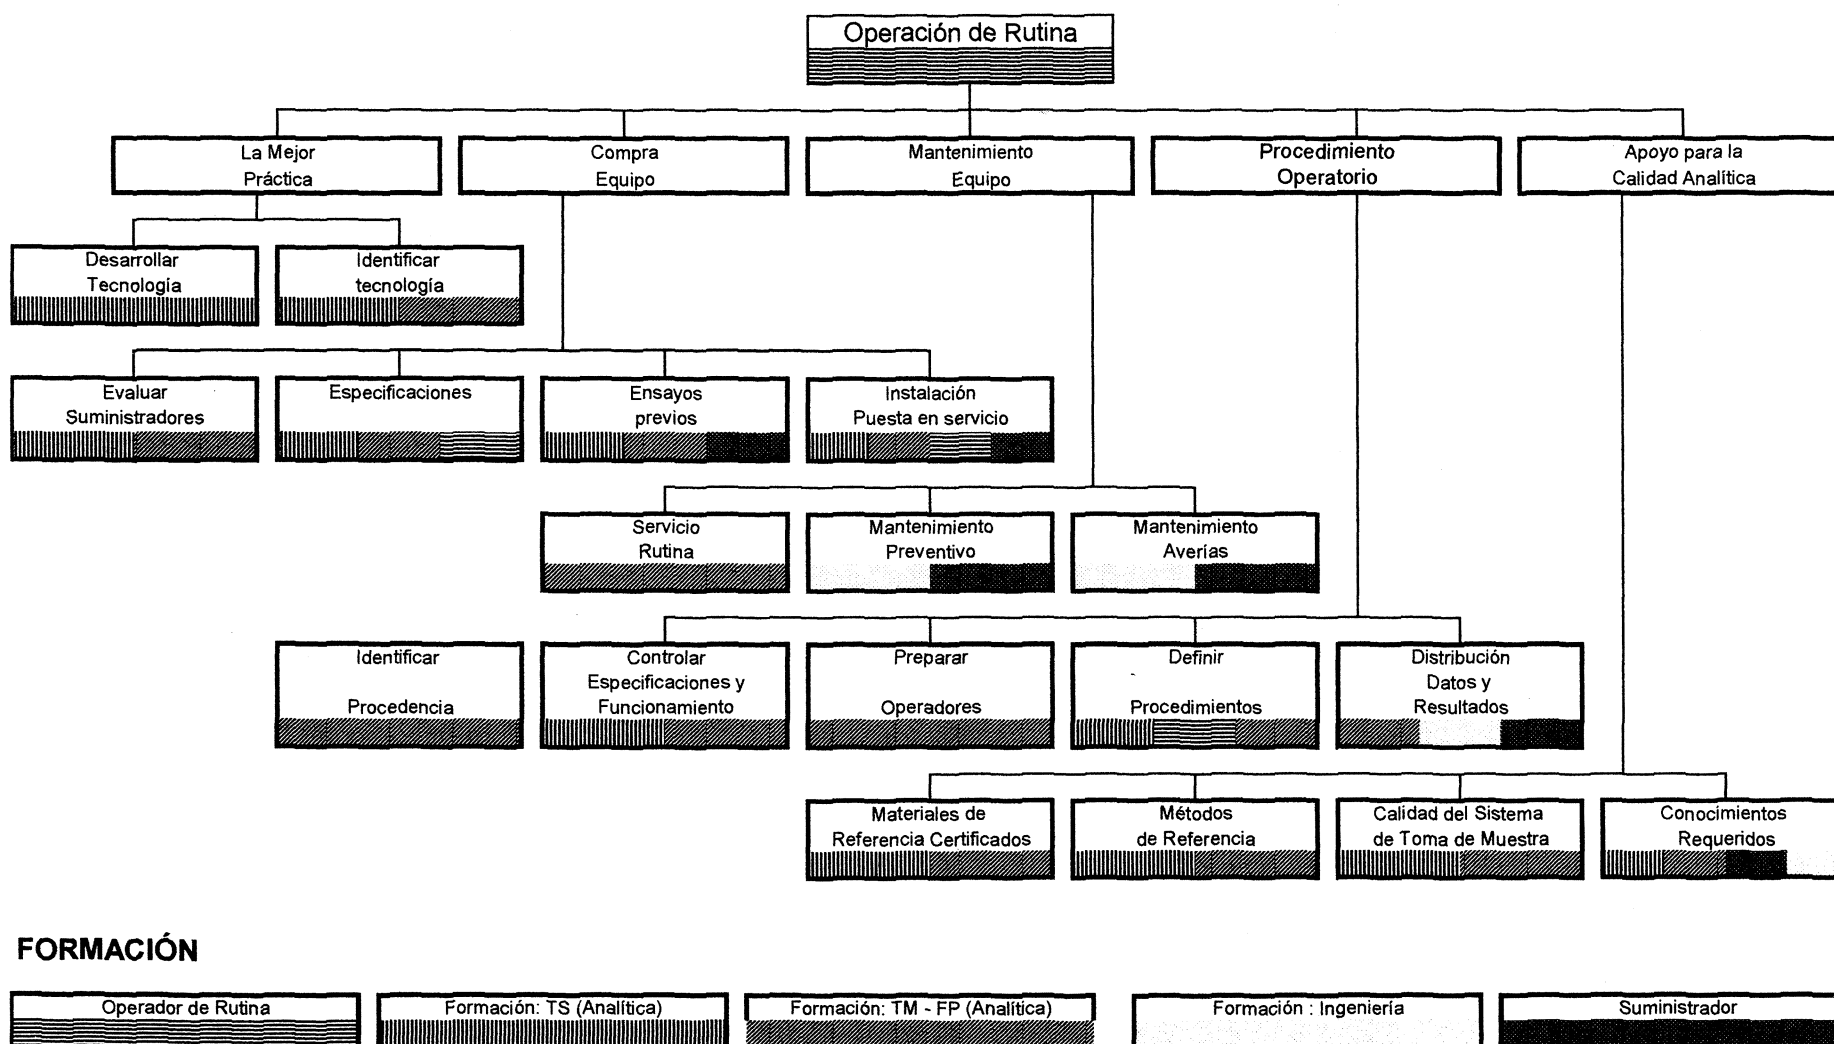 Operación de Rutina
La Mejor
Práctica
Compra
Equipo
Mantenimiento
Equipo
Procedimiento
Operatorio
Apoyo para la
Calidad Analítica
Desarrollar
Tecnología
Identificar
tecnología
Evaluar
Suministradores
Especificaciones
Ensayos
previos
Instalación
Puesta en servicio
Servicio
Rutina
Mantenimiento
Preventivo
Mantenimiento
Averías
Identificar
Procedencia
Controlar
Especificaciones y
Funcionamiento
Preparar
Operadores
Definir
Procedimientos
Distribución
Datos y
Resultados
Materiales de
Referencia Certificados
Métodos
de Referencia
Calidad del Sistema
de Toma de Muestra
Conocimientos
Requeridos
FORMACIÓN
Operador de Rutina
Formación: TS (Analítica)
Formación: TM - FP (Analítica)
Formación : Ingeniería
Suministrador